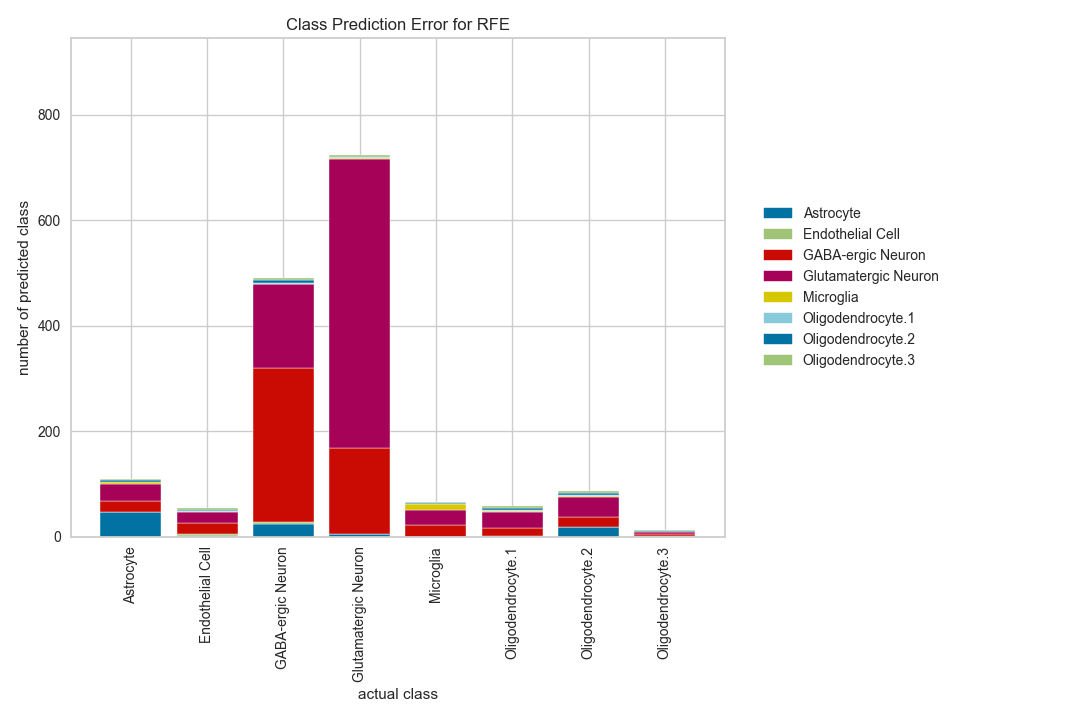 Class Prediction Error for RFE
number of predicted class
800
600
400
200
0
Astrocyte
Endothelial Cell
GABA-ergic Neuron
Glutamatergic Neuron
Microglia
Oligodendrocyte.1
Oligodendrocyte.2
Oligodendrocyte.3
actual class
Astrocyte
Endothelial Cell
GABA-ergic Neuron
Glutamatergic Neuron
Microglia
Oligodendrocyte.1
Oligodendrocyte.2
Oligodendrocyte.3